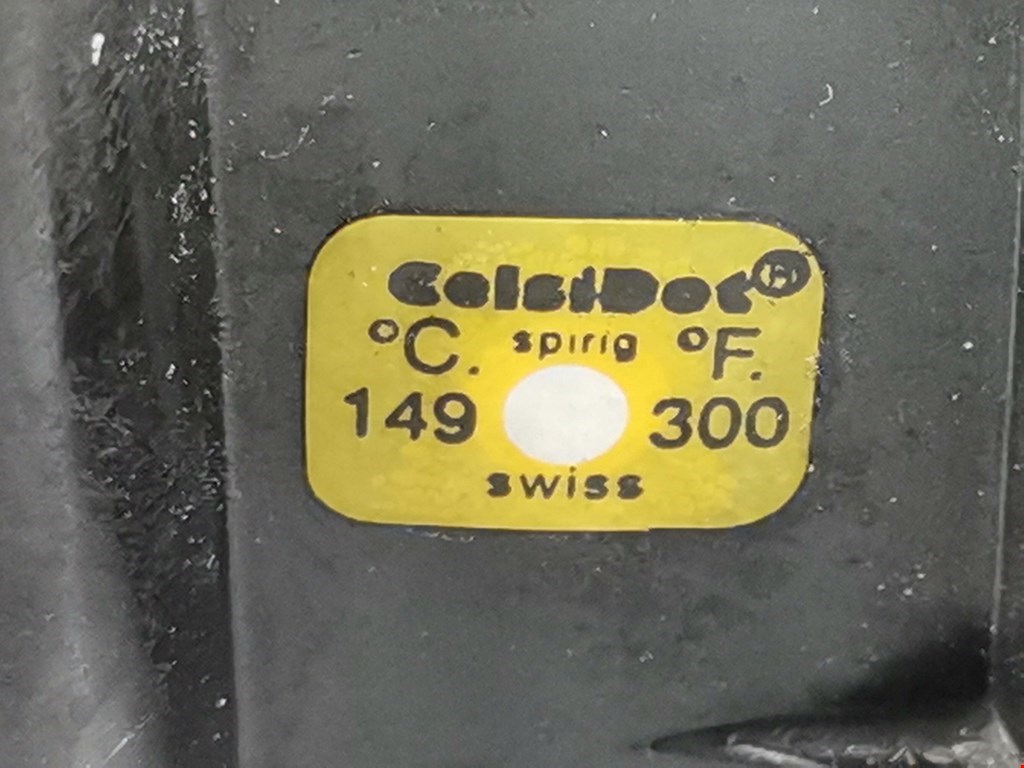 CelsiDot®
°C. spirig °F.
149 300
swiss